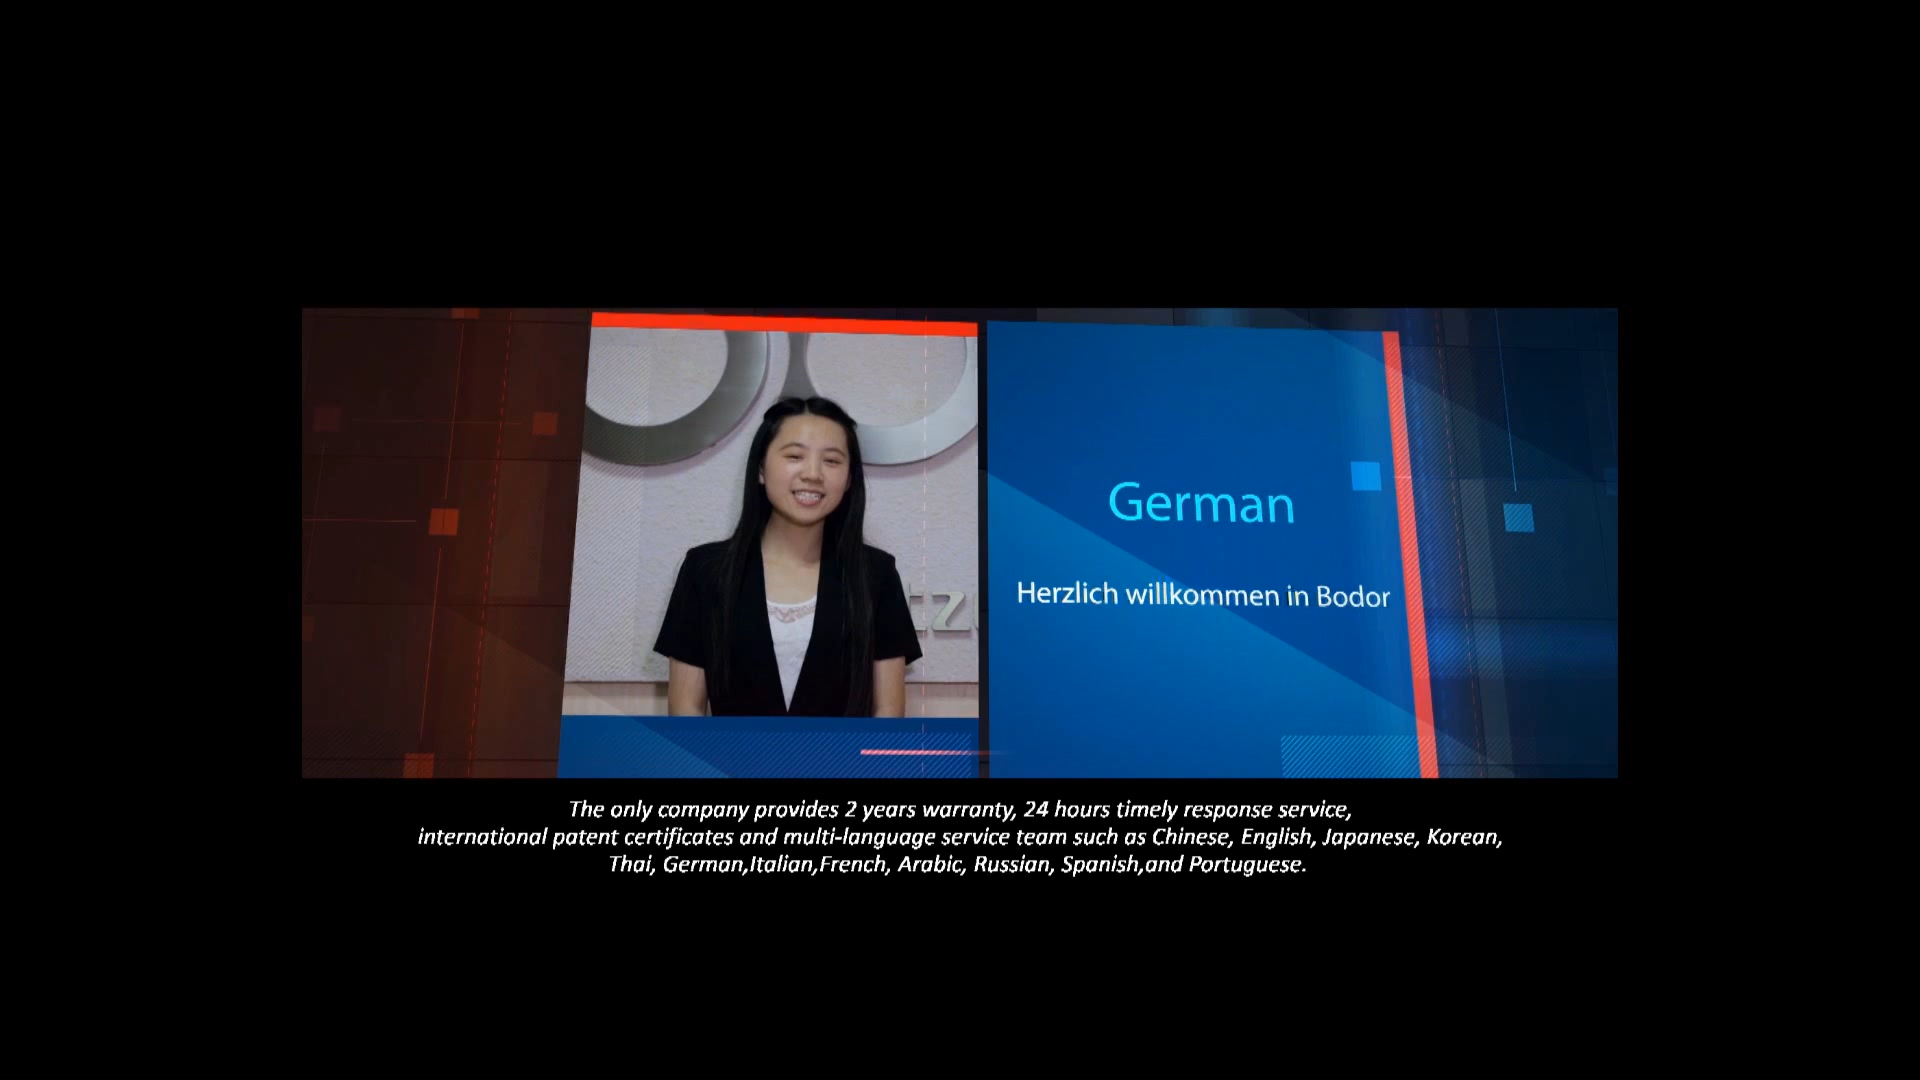 German
Herzlich willkommen in Bodor
The only company provides 2 years warranty, 24 hours timely response service,
international patent certificates and multi-language service team such as Chinese, English, Japanese, Korean,
Thai, German,Italian,French, Arabic, Russian, Spanish,and Portuguese.